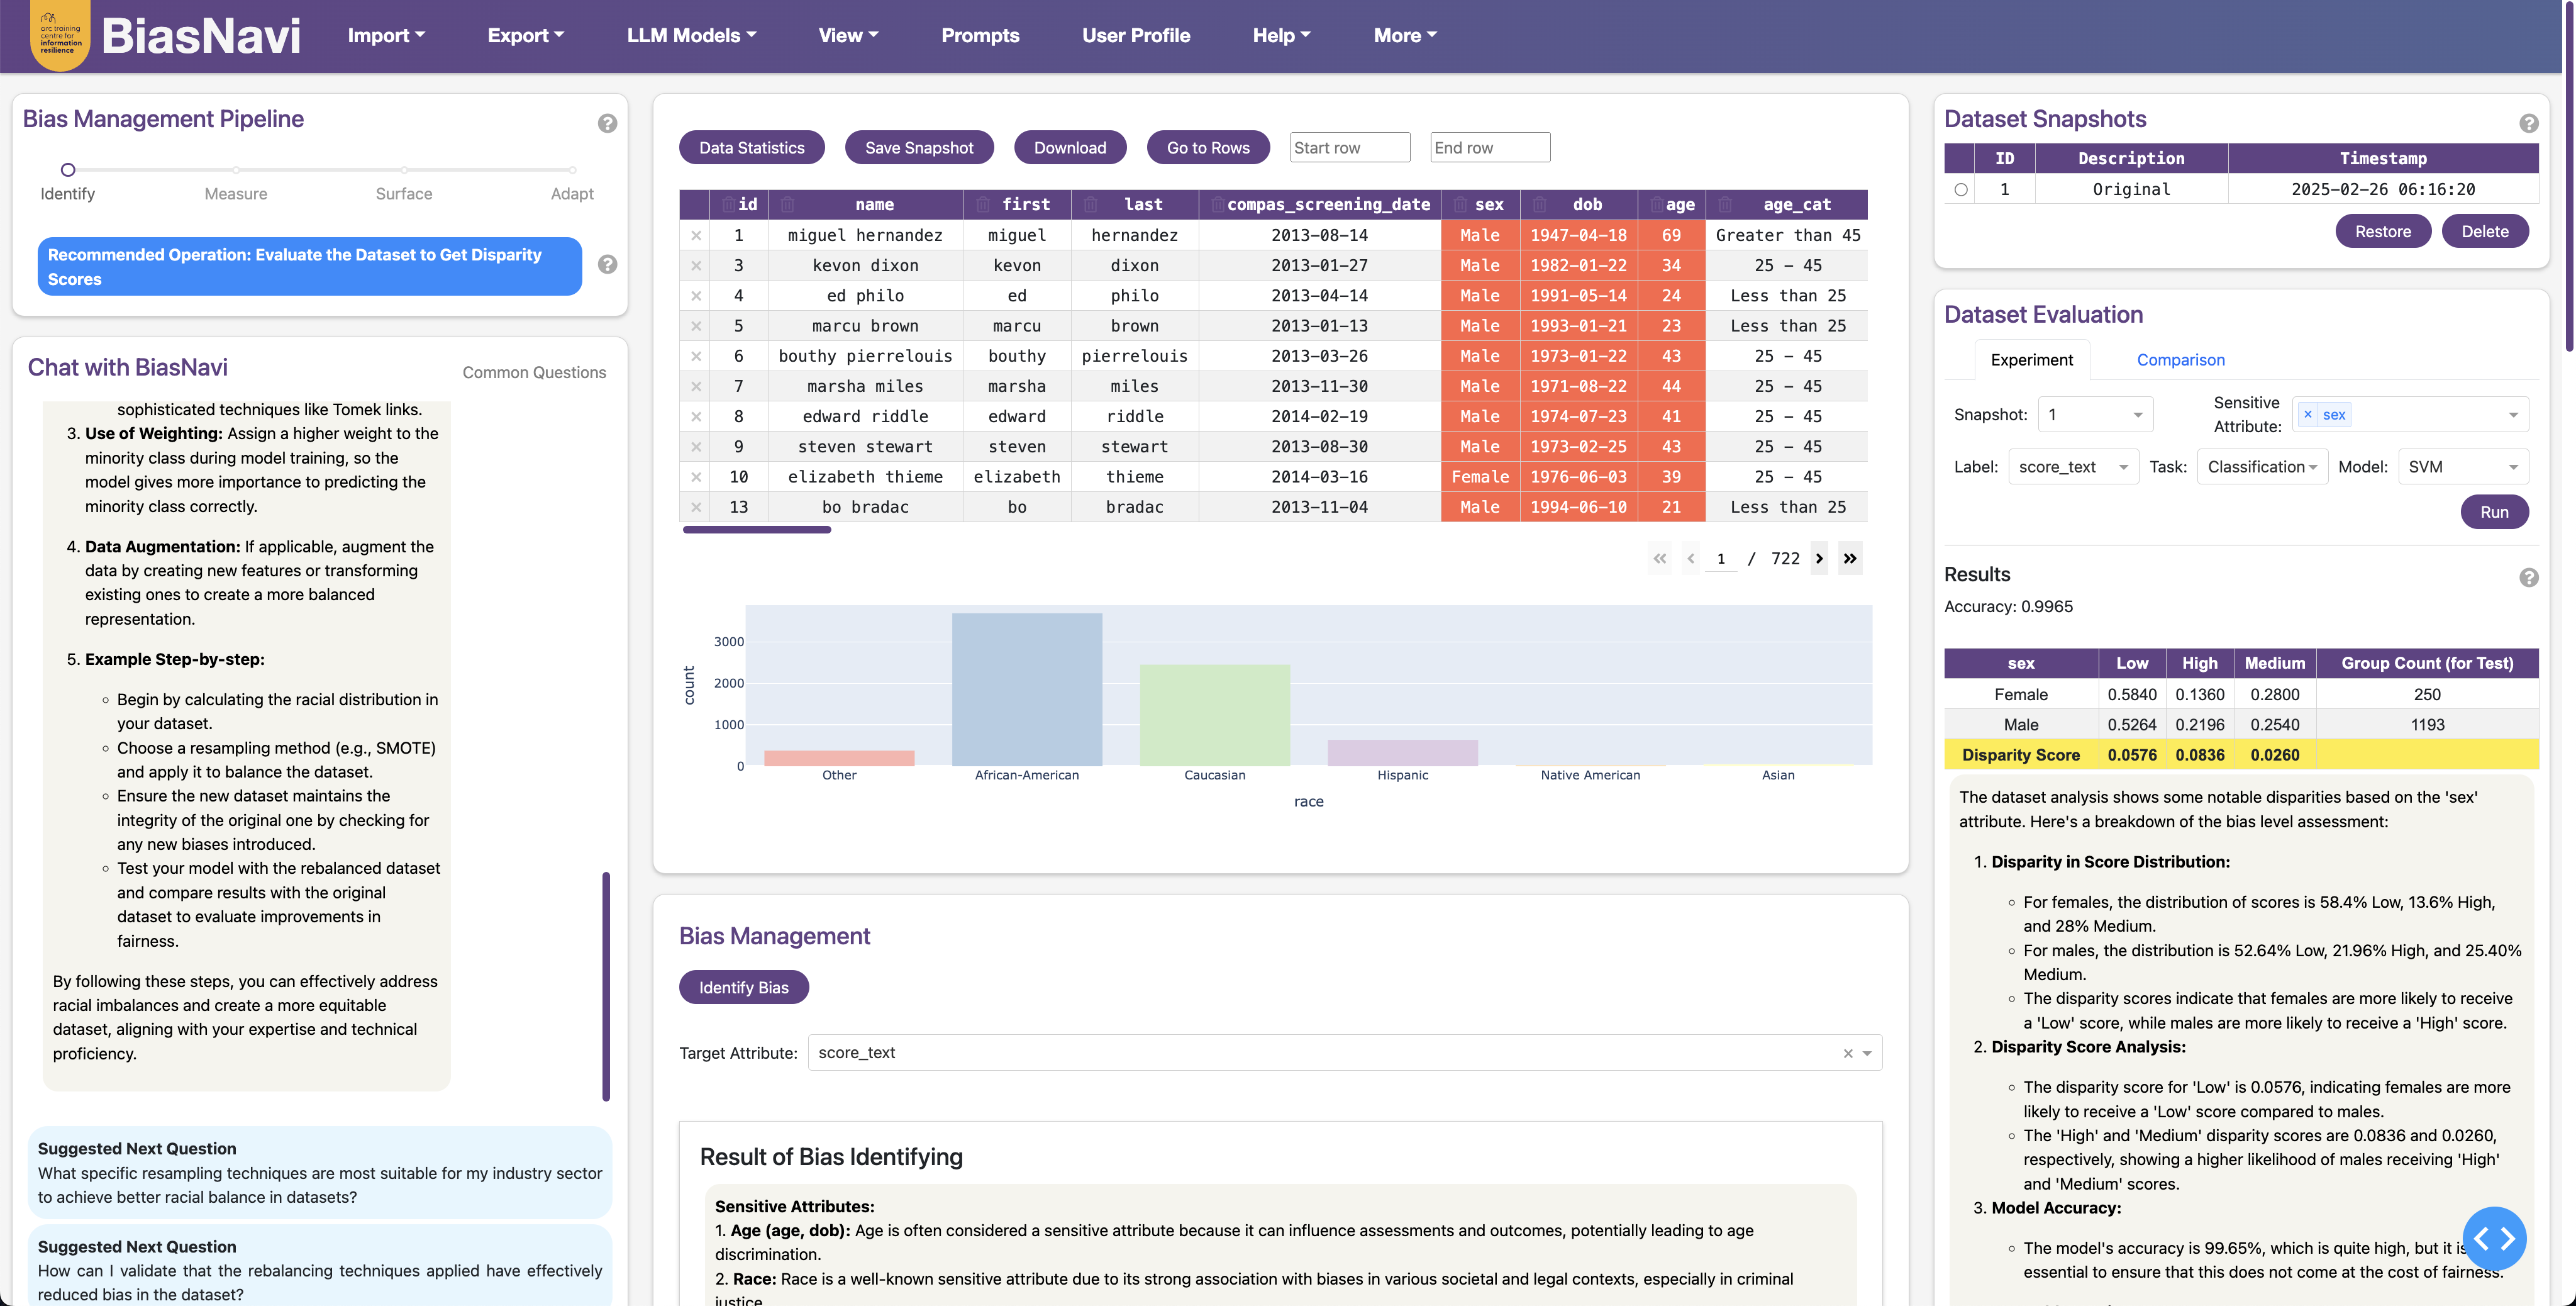 arc training
centre for
information
resilience
BiasNavi
Import
Export
LLM Models
View
Prompts
User Profile
Help
More
Bias Management Pipeline
?
Identify
Measure
Surface
Adapt
Recommended Operation: Evaluate the Dataset to Get Disparity
Scores
?
Chat with BiasNavi
Common Questions
sophisticated techniques like Tomek links.
3. Use of Weighting: Assign a higher weight to the
minority class during model training, so the
model gives more importance to predicting the
minority class correctly.
4. Data Augmentation: If applicable, augment the
data by creating new features or transforming
existing ones to create a more balanced
representation.
5. Example Step-by-step:
Begin by calculating the racial distribution in
your dataset.
Choose a resampling method (e.g., SMOTE)
and apply it to balance the dataset.
Ensure the new dataset maintains the
integrity of the original one by checking for
any new biases introduced.
Test your model with the rebalanced dataset
and compare results with the original
dataset to evaluate improvements in
fairness.
By following these steps, you can effectively address
racial imbalances and create a more equitable
dataset, aligning with your expertise and technical
proficiency.
Suggested Next Question
What specific resampling techniques are most suitable for my industry sector
to achieve better racial balance in datasets?
Suggested Next Question
How can I validate that the rebalancing techniques applied have effectively
reduced bias in the dataset?
Data Statistics
Save Snapshot
Download
Go to Rows
Start row
End row
id name first last compas_screening_date sex dob age age_cat
× 1 miguel hernandez miguel hernandez 2013-08-14 Male 1947-04-18 69 Greater than 45
× 3 kevon dixon kevon dixon 2013-01-27 Male 1982-01-22 34 25 - 45
× 4 ed philo ed philo 2013-04-14 Male 1991-05-14 24 Less than 25
× 5 marcu brown marcu brown 2013-01-13 Male 1993-01-21 23 Less than 25
× 6 bouthy pierrelouis bouthy pierrelouis 2013-03-26 Male 1973-01-22 43 25 - 45
× 7 marsha miles marsha miles 2013-11-30 Male 1971-08-22 44 25 - 45
× 8 edward riddle edward riddle 2014-02-19 Male 1974-07-23 41 25 - 45
× 9 steven stewart steven stewart 2013-08-30 Male 1973-02-25 43 25 - 45
× 10 elizabeth thieme elizabeth thieme 2014-03-16 Female 1976-06-03 39 25 - 45
× 13 bo bradac bo bradac 2013-11-04 Male 1994-06-10 21 Less than 25
« ‹ 1 / 722 › »
count
3000
2000
1000
0
Other
African-American
Caucasian
Hispanic
Native American
Asian
race
Bias Management
Identify Bias
Target Attribute:
score_text
×
Result of Bias Identifying
Sensitive Attributes:
1. Age (age, dob): Age is often considered a sensitive attribute because it can influence assessments and outcomes, potentially leading to age
discrimination.
2. Race: Race is a well-known sensitive attribute due to its strong association with biases in various societal and legal contexts, especially in criminal
justice.
Dataset Snapshots
?
ID Description Timestamp
1 Original 2025-02-26 06:16:20
Restore
Delete
Dataset Evaluation
Experiment
Comparison
Snapshot: 1
Sensitive
Attribute:
× sex
Label: score_text Task: Classification Model: SVM
Run
Results
?
Accuracy: 0.9965
sex Low High Medium Group Count (for Test)
Female 0.5840 0.1360 0.2800 250
Male 0.5264 0.2196 0.2540 1193
Disparity Score 0.0576 0.0836 0.0260
The dataset analysis shows some notable disparities based on the 'sex'
attribute. Here's a breakdown of the bias level assessment:
1. Disparity in Score Distribution:
For females, the distribution of scores is 58.4% Low, 13.6% High,
and 28% Medium.
For males, the distribution is 52.64% Low, 21.96% High, and 25.40%
Medium.
The disparity scores indicate that females are more likely to receive
a 'Low' score, while males are more likely to receive a 'High' score.
2. Disparity Score Analysis:
The disparity score for 'Low' is 0.0576, indicating females are more
likely to receive a 'Low' score compared to males.
The 'High' and 'Medium' disparity scores are 0.0836 and 0.0260,
respectively, showing a higher likelihood of males receiving 'High'
and 'Medium' scores.
3. Model Accuracy:
The model's accuracy is 99.65%, which is quite high, but it is
essential to ensure that this does not come at the cost of fairness.